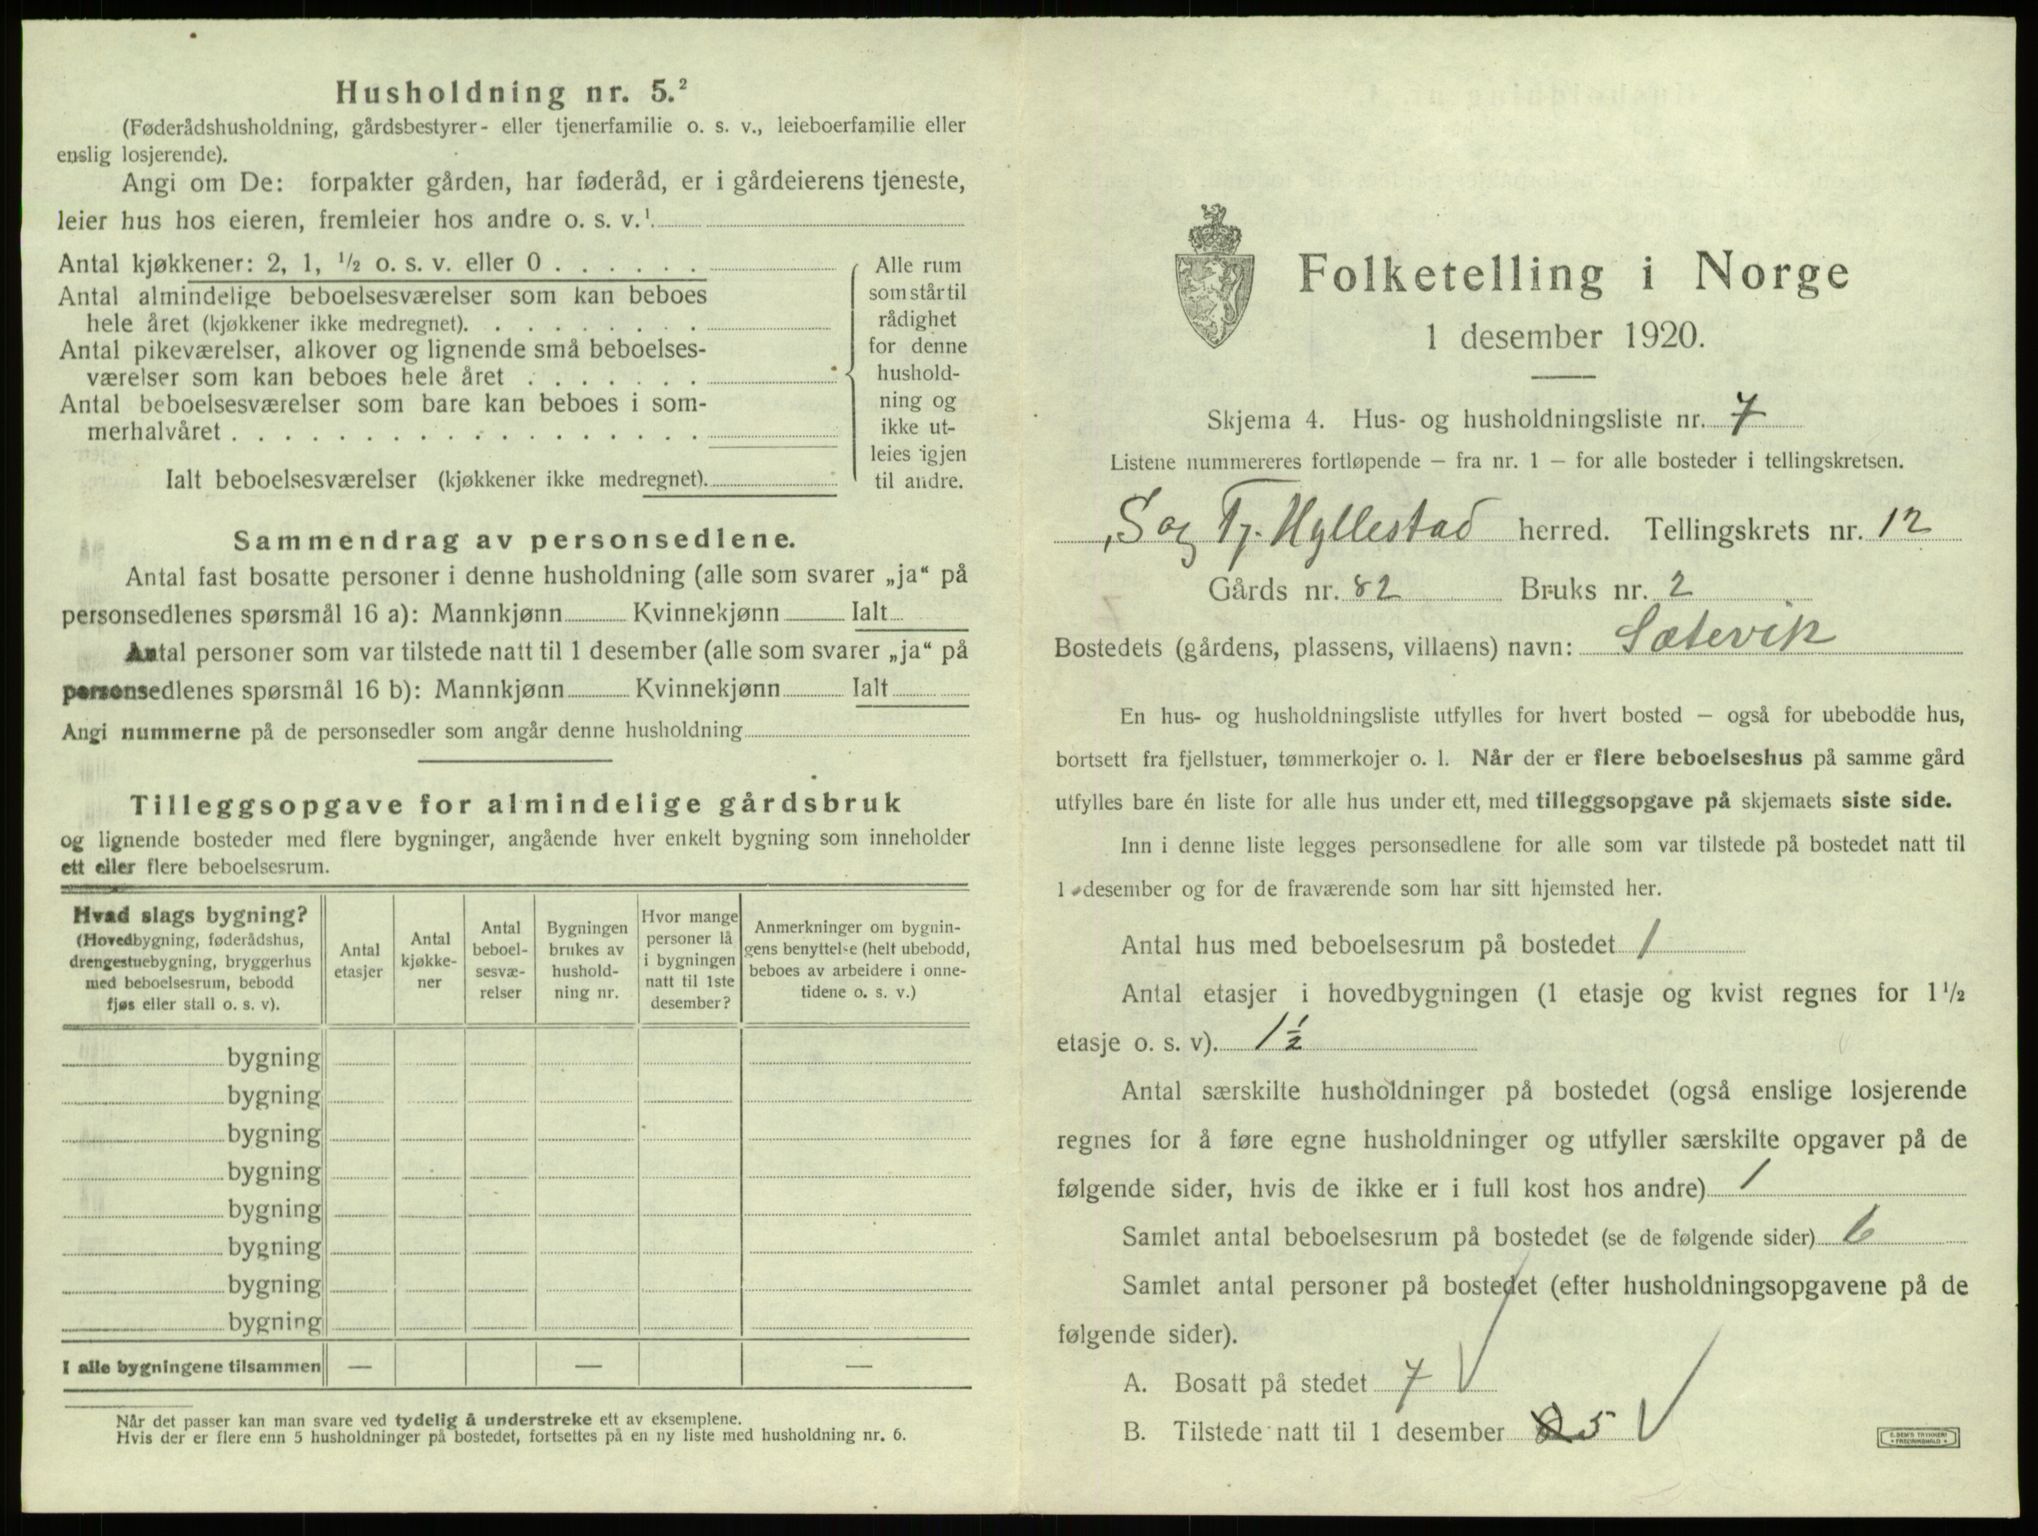 Husholdning nr. 5.²
(Føderådshusholdning, gårdsbestyrer- eller tjenerfamilie o. s. v., leieboerfamilie eller
enslig losjerende).
Angi om De: forpakter gården, har føderåd, er i gårdeierens tjeneste,
leier hus hos eieren, fremleier hos andre o. s. v.¹
Antal kjøkkener: 2, 1, ½ o. s. v. eller 0 . . . . . .
Antal almindelige beboelsesværelser som kan beboes
hele året (kjøkkener ikke medregnet). . . . . . . . .
Antal pikeværelser, alkover og lignende små beboelses-
værelser som kan beboes hele året . . . . . . .
Antal beboelsesværelser som bare kan beboes i som-
merhalvåret . . . . . . . . . . . . . . . . . .
Ialt beboelsesværelser (kjøkkener ikke medregnet).
Alle rum
som står til
rådighet
for denne
hushold-
ning og
ikke ut-
leies igjen
til andre.
Sammendrag av personsedlene.
Antal fast bosatte personer i denne husholdning (alle som svarer „ja“ på
personsedlenes spørsmål 16 a): Mannkjønn Kvinnekjønn Ialt
Antal personer som var tilstede natt til 1 desember (alle som svarer „ja“ på
personsedlenes spørsmål 16 b): Mannkjønn Kvinnekjønn Ialt
Angi nummerne på de personsedler som angår denne husholdning
Tilleggsopgave for almindelige gårdsbruk
og lignende bosteder med flere bygninger, angående hver enkelt bygning som inneholder
ett eller flere beboelsesrum.
Hvad slags bygning?
(Hovedbygning, føderådshus,
drengestuebygning, bryggerhus
med beboelsesrum, bebodd
fjøs eller stall o. s. v).
Antal
etasjer
Antal
kjøkke-
ner
Antal
beboel-
sesvæ-
relser
Bygningen
brukes av
hushold-
ning nr.
Hvor mange
personer lå
i bygningen
natt til 1ste
desember?
Anmerkninger om bygnin-
gens benyttelse (helt ubebodd,
beboes av arbeidere i onne-
tidene o. s. v.)
bygning
bygning
bygning
bygning
bygning
bygning
bygning
bygning
I alle bygningene tilsammen — — —
Når det passer kan man svare ved tydelig å understreke ett av eksemplene.
Hvis der er flere enn 5 husholdninger på bostedet, fortsettes på en ny liste med husholdning nr. 6.
Folketelling i Norge
1 desember 1920.
Skjema 4. Hus- og husholdningsliste nr. 7
Listene nummereres fortløpende — fra nr. 1 — for alle bosteder i tellingskretsen.
Sog Fj. Hyllestad herred. Tellingskrets nr. 12
Gårds nr. 82 Bruks nr. 2
Bostedets (gårdens, plassens, villaens) navn: Sætevik
En hus- og husholdningsliste utfylles for hvert bosted — også for ubebodde hus,
bortsett fra fjellstuer, tømmerkojer o. l. Når der er flere beboelseshus på samme gård
utfylles bare én liste for alle hus under ett, med tilleggsopgave på skjemaets siste side.
Inn i denne liste legges personsedlene for alle som var tilstede på bostedet natt til
1 desember og for de fraværende som har sitt hjemsted her.
Antal hus med beboelsesrum på bostedet 1
Antal etasjer i hovedbygningen (1 etasje og kvist regnes for 1½
etasje o. s. v). 1½
Antal særskilte husholdninger på bostedet (også enslige losjerende
regnes for å føre egne husholdninger og utfyller særskilte opgaver på de
følgende sider, hvis de ikke er i full kost hos andre) 1
Samlet antal beboelsesrum på bostedet (se de følgende sider) 6
Samlet antal personer på bostedet (efter husholdningsopgavene på de
følgende sider).
A. Bosatt på stedet 7 V
B. Tilstede natt til 1 desember 5 V
E. SEM'S TRYKKERI
FREDRIKSHALD